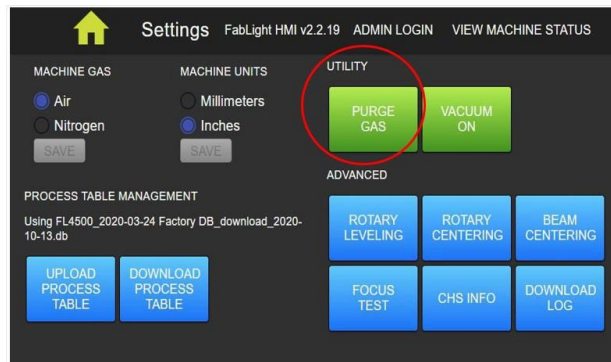 Settings FabLight HMI v2.2.19 ADMIN LOGIN VIEW MACHINE STATUS
MACHINE GAS
Air
Nitrogen
SAVE
MACHINE UNITS
Millimeters
Inches
SAVE
UTILITY
PURGE
GAS
VACUUM
ON
PROCESS TABLE MANAGEMENT
Using FL4500_2020-03-24 Factory DB_download_2020-
10-13.db
UPLOAD
PROCESS
TABLE
DOWNLOAD
PROCESS
TABLE
ADVANCED
ROTARY
LEVELING
ROTARY
CENTERING
BEAM
CENTERING
FOCUS
TEST
CHS INFO
DOWNLOAD
LOG